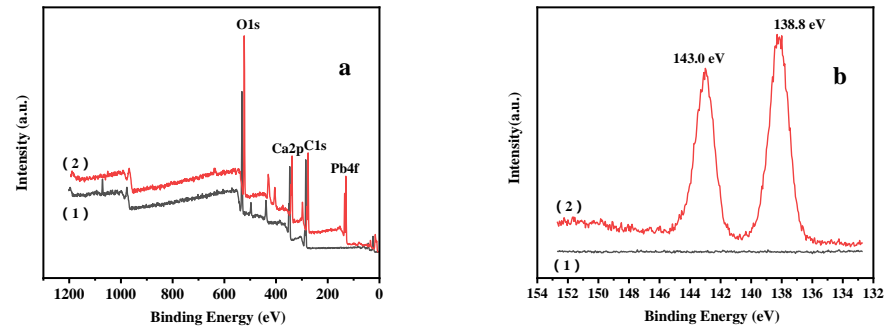 O1s
a
Ca2p
C1s
Pb4f
(2)
(1)
Intensity (a.u.)
1200 1000 800 600 400 200 0
Binding Energy (eV)
138.8 eV
143.0 eV
b
(2)
(1)
Intensity(a.u.)
154 152 150 148 146 144 142 140 138 136 134 132
Binding Energy (eV)